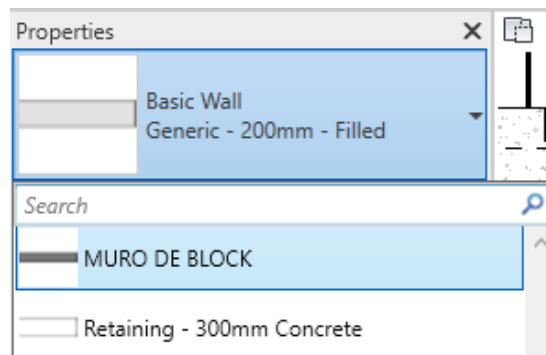 Properties
Basic Wall
Generic - 200mm - Filled
Search
MURO DE BLOCK
Retaining - 300mm Concrete